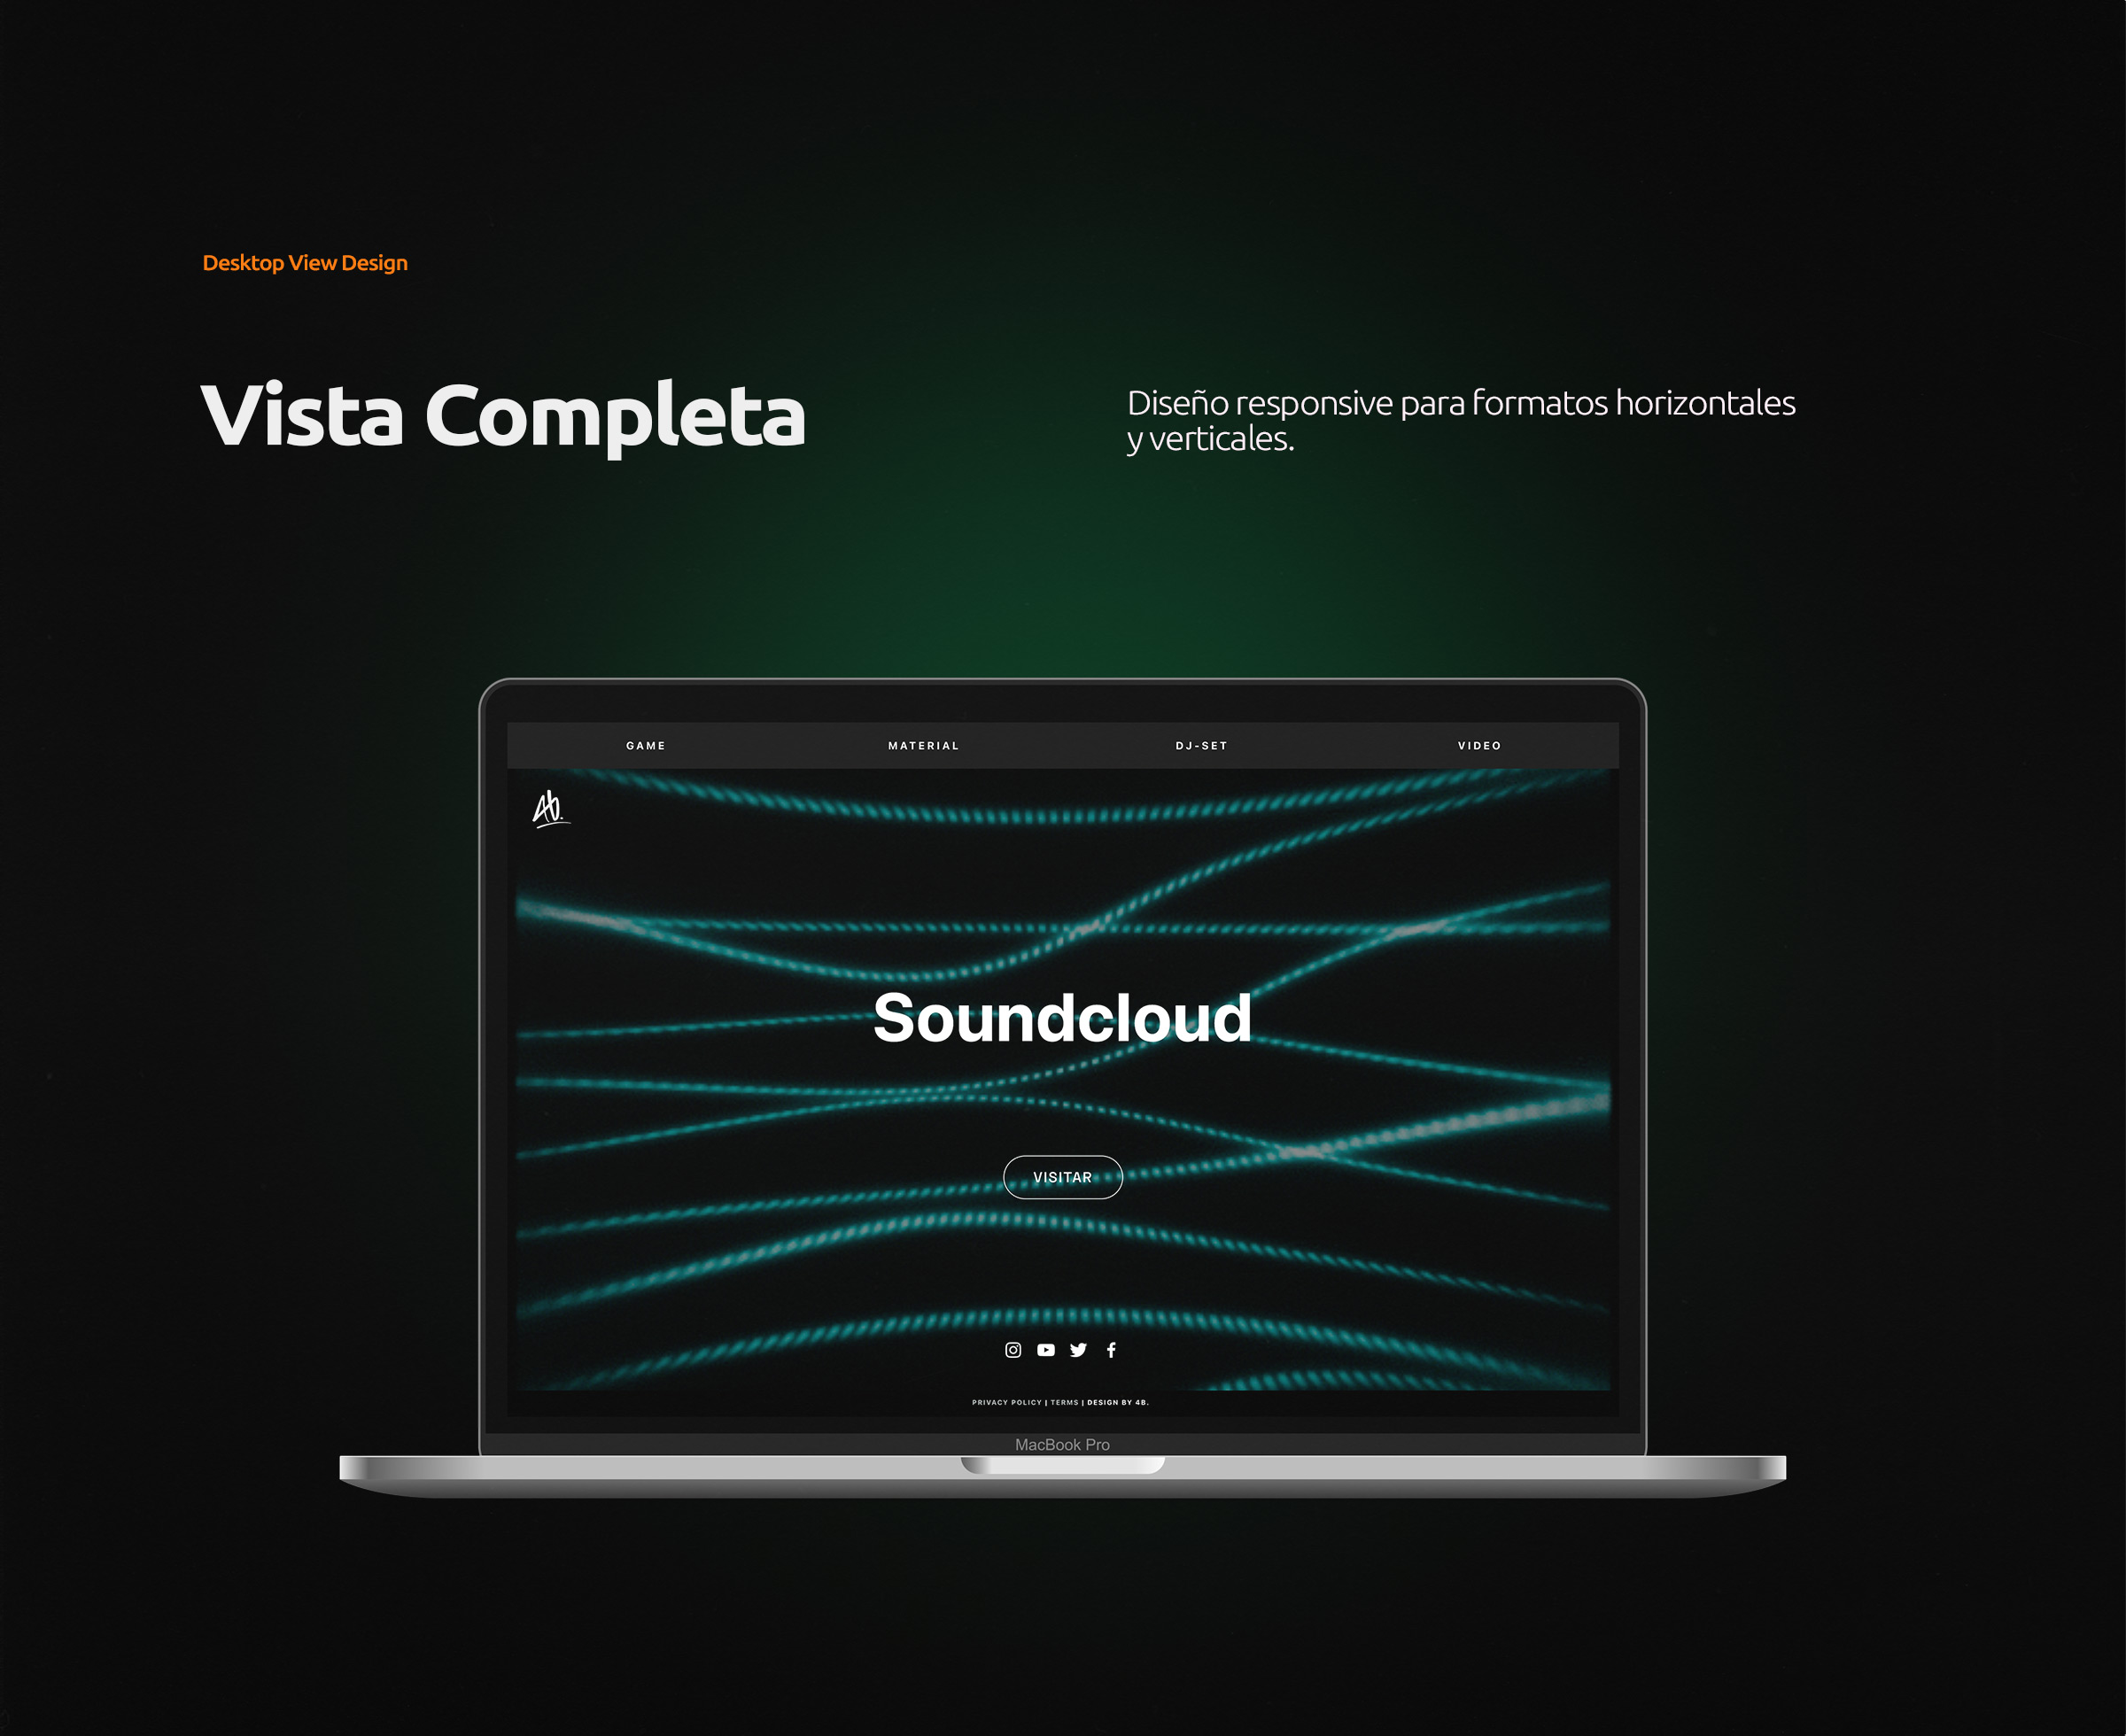 Desktop View Design
Vista Completa
Diseño responsive para formatos horizontales
y verticales.
GAME MATERIAL DJ-SET VIDEO
4b.
Soundcloud
VISITAR
PRIVACY POLICY | TERMS | DESIGN BY 4B.
MacBook Pro